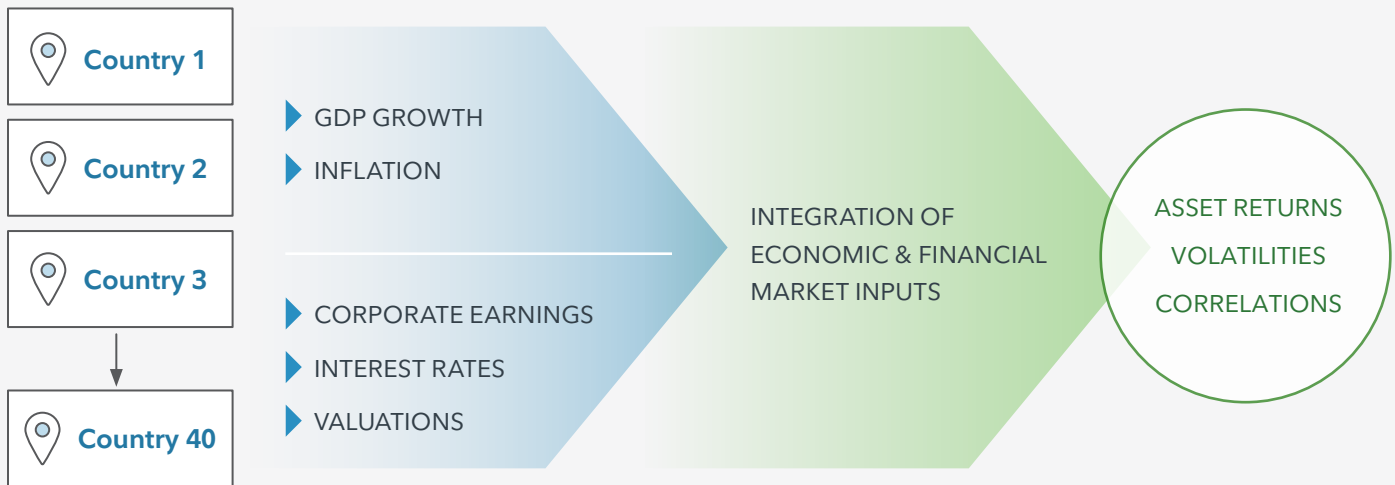 Country 1
Country 2
Country 3
Country 40
GDP GROWTH
INFLATION
CORPORATE EARNINGS
INTEREST RATES
VALUATIONS
INTEGRATION OF
ECONOMIC & FINANCIAL
MARKET INPUTS
ASSET RETURNS
VOLATILITIES
CORRELATIONS